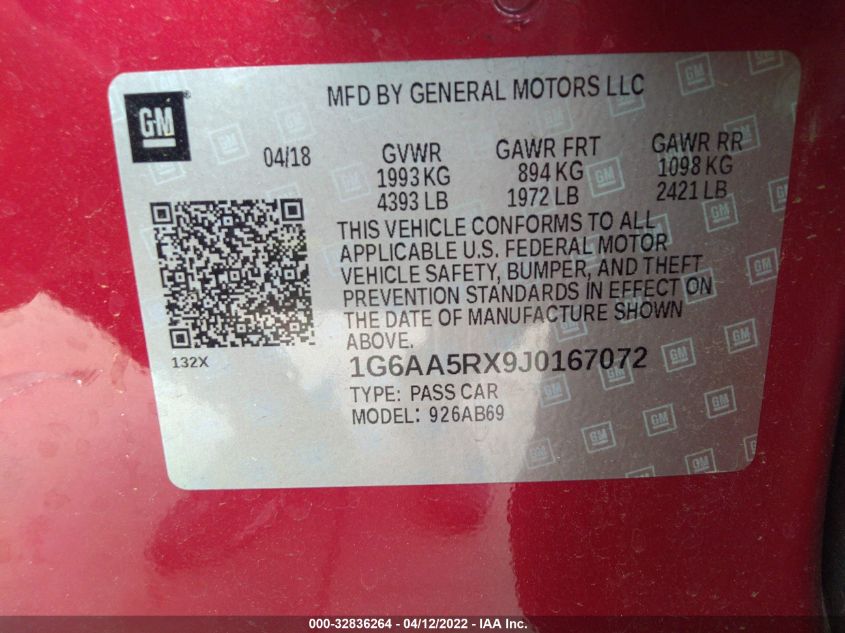 MFD BY GENERAL MOTORS LLC
GM
04/18
GVWR
1993 KG
4393 LB
GAWR FRT
894 KG
1972 LB
GAWR RR
1098 KG
2421 LB
THIS VEHICLE CONFORMS TO ALL
APPLICABLE U.S. FEDERAL MOTOR
VEHICLE SAFETY, BUMPER, AND THEFT
PREVENTION STANDARDS IN EFFECT ON
THE DATE OF MANUFACTURE SHOWN
ABOVE.
132X
1G6AA5RX9J0167072
TYPE: PASS CAR
MODEL: 926AB69
000-32836264 - 04/12/2022 - IAA Inc.